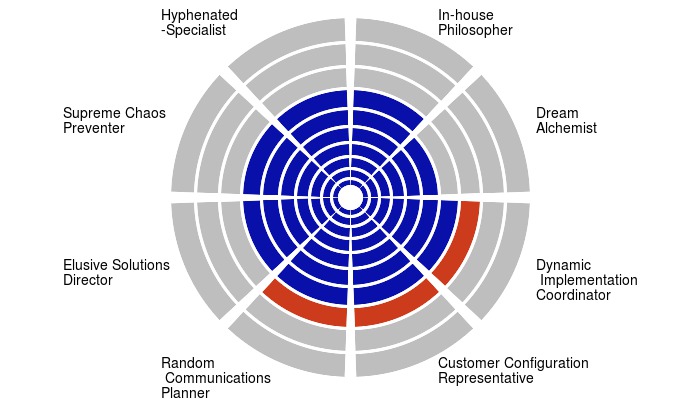 Hyphenated
-Specialist
In-house
Philosopher
Supreme Chaos
Preventer
Dream
Alchemist
Elusive Solutions
Director
Dynamic
Implementation
Coordinator
Random
Communications
Planner
Customer Configuration
Representative